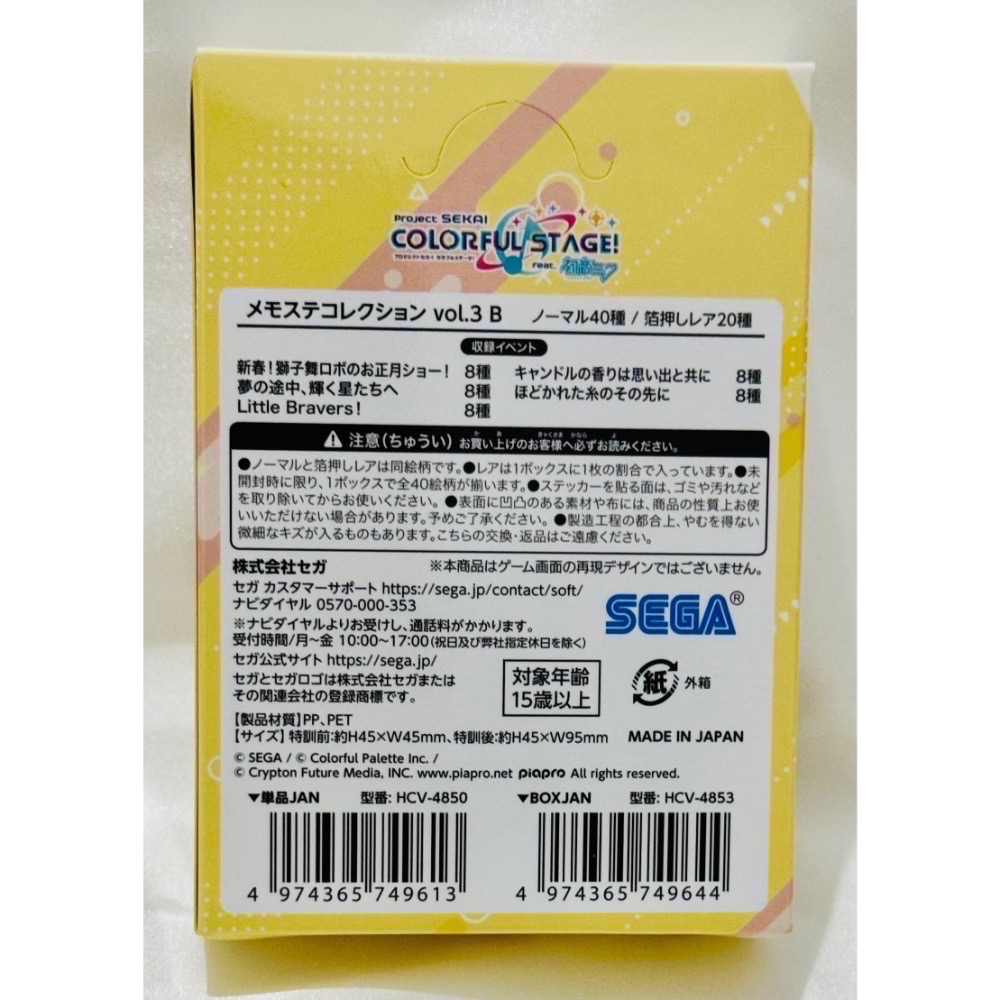 Project SEKAI
COLORFUL STAGE!
プロジェクトセカイ カラフルステージ!
feat. 初音ミク
メモステコレクション vol.3 B ノーマル40種 / 箔押しレア20種
収録イベント
新春!獅子舞ロボのお正月ショー! 8種 キャンドルの香りは思い出と共に 8種
夢の途中、輝く星たちへ 8種 ほどかれた糸のその先に 8種
Little Bravers! 8種
注意(ちゅうい) お買い上げのお客様へ必ずお読みください。
●ノーマルと箔押しレアは同絵柄です。●レアは1ボックスに1枚の割合で入っています。●未
開封時に限り、1ボックスで全40絵柄が揃います。●ステッカーを貼る面は、ゴミや汚れなど
を取り除いてからお使いください。 ●表面に凹凸のある素材や布には、商品の性質上お使
いいただけない場合があります。予めご了承ください。 ●製造工程の都合上、やむを得ない
微細なキズが入るものもあります。こちらの交換・返品はご遠慮ください。
株式会社セガ ※本商品はゲーム画面の再現デザインではございません。
セガ カスタマーサポート https://sega.jp/contact/soft/
ナビダイヤル 0570-000-353
※ナビダイヤルよりお受けし、通話料がかかります。
受付時間/月~金 10:00~17:00(祝日及び弊社指定休日を除く)
セガ公式サイト https://sega.jp/
セガとセガロゴは株式会社セガまたは
その関連会社の登録商標です。
SEGA®
対象年齢
15歳以上
紙 外箱
【製品材質】PP、PET
【サイズ】特訓前:約H45×W45mm、特訓後:約H45×W95mm MADE IN JAPAN
© SEGA / © Colorful Palette Inc. /
© Crypton Future Media, INC. www.piapro.net piapro All rights reserved.
▼単品JAN 型番: HCV-4850 ▼BOXJAN 型番: HCV-4853
4 974365 749613 4 974365 749644